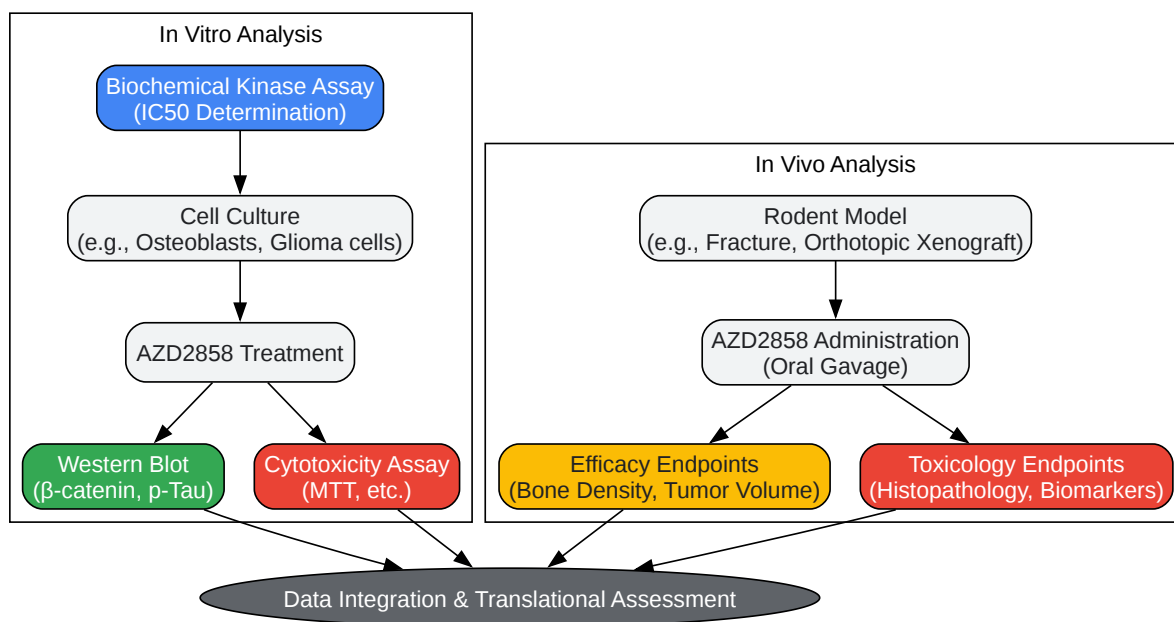 In Vitro Analysis
Biochemical Kinase Assay
(IC50 Determination)
Cell Culture
(e.g., Osteoblasts, Glioma cells)
AZD2858 Treatment
Western Blot
(β-catenin, p-Tau)
Cytotoxicity Assay
(MTT, etc.)
In Vivo Analysis
Rodent Model
(e.g., Fracture, Orthotopic Xenograft)
AZD2858 Administration
(Oral Gavage)
Efficacy Endpoints
(Bone Density, Tumor Volume)
Toxicology Endpoints
(Histopathology, Biomarkers)
Data Integration & Translational Assessment